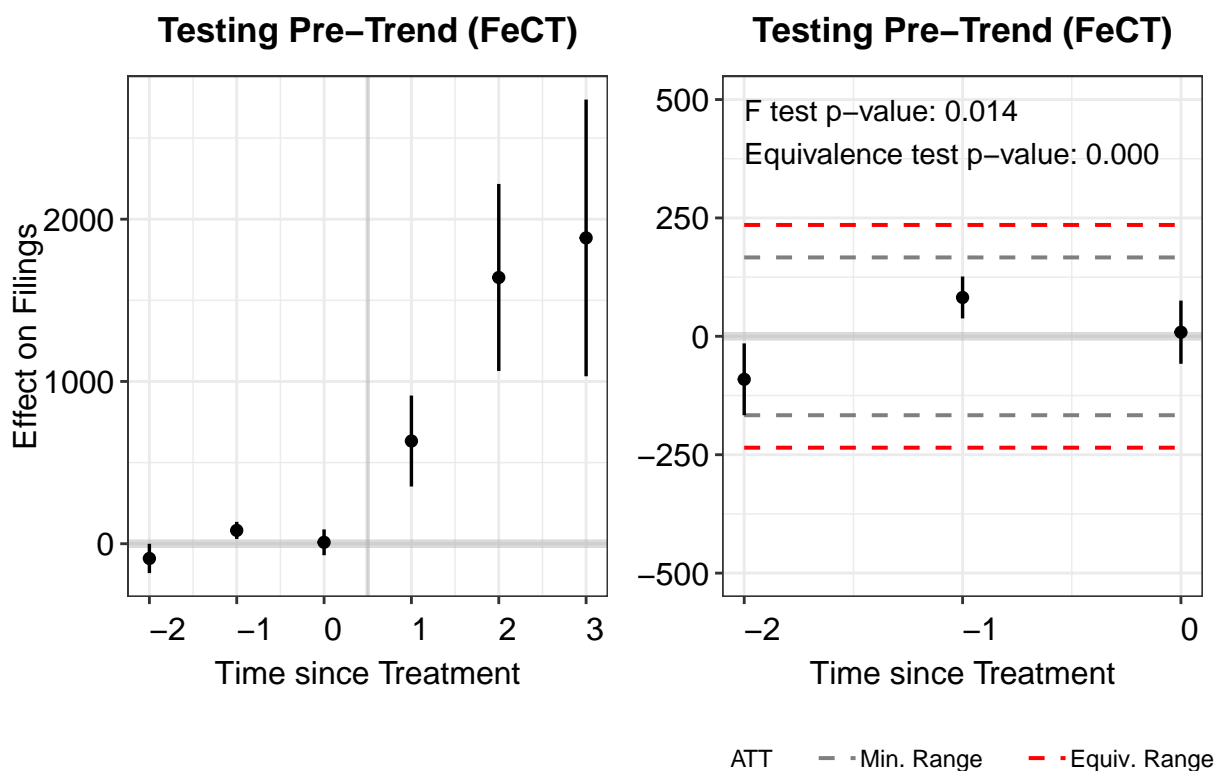 Testing Pre−Trend (FeCT)
Effect on Filings
2000
1000
0
−2 −1 0 1 2 3
Time since Treatment
Testing Pre−Trend (FeCT)
F test p−value: 0.014
Equivalence test p−value: 0.000
500
250
0
−250
−500
−2 −1 0
Time since Treatment
ATT Min. Range Equiv. Range